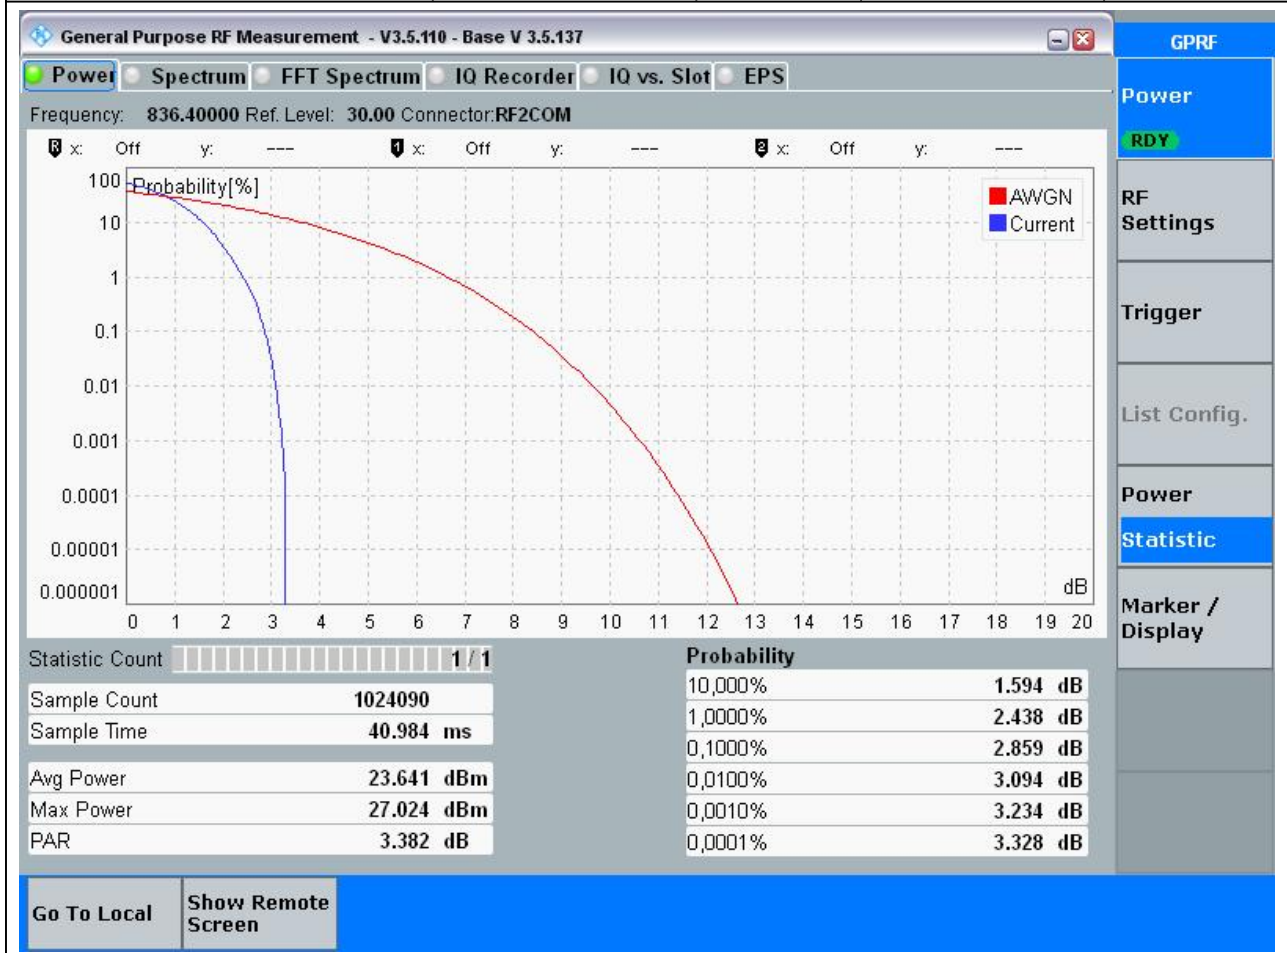 General Purpose RF Measurement - V3.5.110 - Base V 3.5.137
GPRF
Power Spectrum FFT Spectrum IQ Recorder IQ vs. Slot EPS
Frequency: 836.40000 Ref. Level: 30.00 Connector:RF2COM
R x: Off y: --- 1 x: Off y: --- 2 x: Off y: ---
Probability[%]
AWGN
Current
100
10
1
0.1
0.01
0.001
0.0001
0.00001
0.000001
dB
0 1 2 3 4 5 6 7 8 9 10 11 12 13 14 15 16 17 18 19 20
Statistic Count 1 / 1
Sample Count 1024090
Sample Time 40.984 ms
Avg Power 23.641 dBm
Max Power 27.024 dBm
PAR 3.382 dB
Probability
10,000% 1.594 dB
1,0000% 2.438 dB
0,1000% 2.859 dB
0,0100% 3.094 dB
0,0010% 3.234 dB
0,0001% 3.328 dB
Power
RDY
RF
Settings
Trigger
List Config.
Power
Statistic
Marker /
Display
Go To Local
Show Remote
Screen